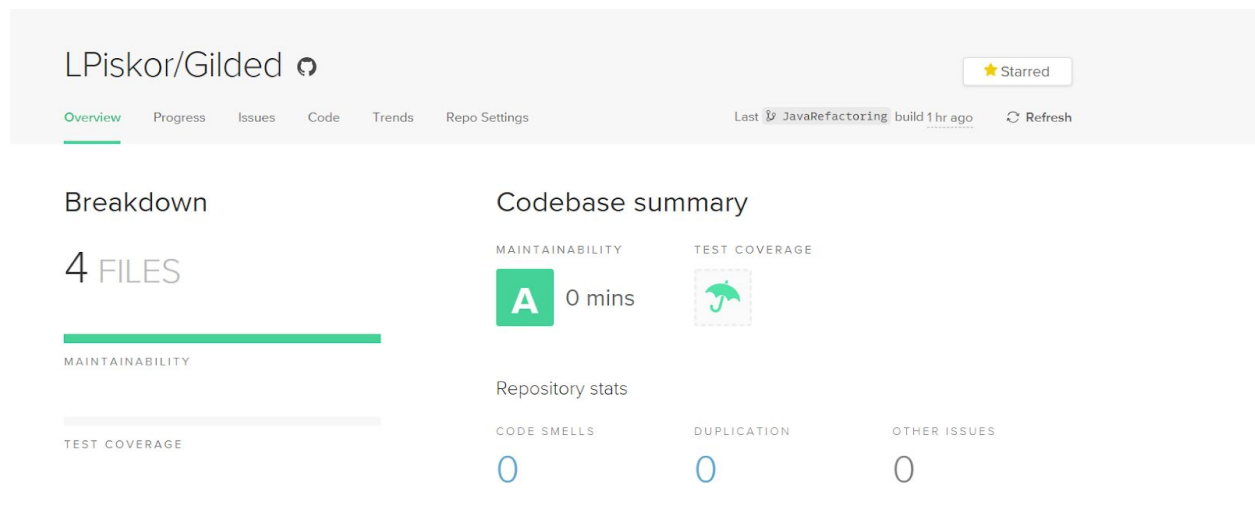 LPiskor/Gilded
Starred
Overview Progress Issues Code Trends Repo Settings
Last JavaRefactoring build 1 hr ago Refresh
Breakdown
4 FILES
MAINTAINABILITY
TEST COVERAGE
Codebase summary
MAINTAINABILITY TEST COVERAGE
A 0 mins
Repository stats
CODE SMELLS DUPLICATION OTHER ISSUES
0 0 0